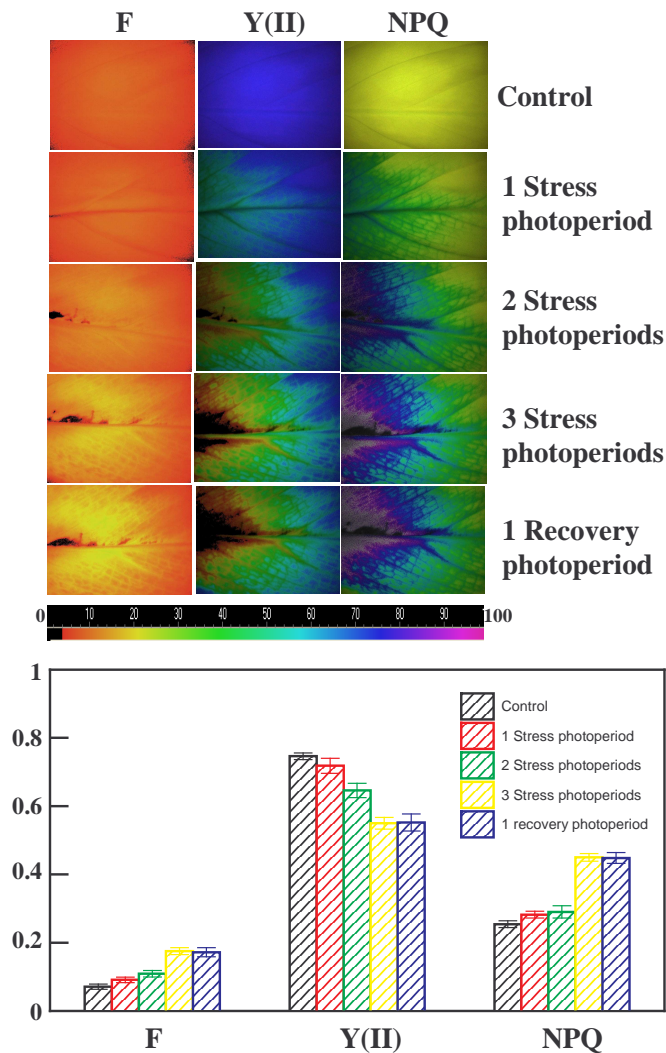 F Y(II) NPQ
Control
1 Stress
photoperiod
2 Stress
photoperiods
3 Stress
photoperiods
1 Recovery
photoperiod
0 10 20 30 40 50 60 70 80 90 100
1
0.8
0.6
0.4
0.2
0
Control
1 Stress photoperiod
2 Stress photoperiods
3 Stress photoperiods
1 recovery photoperiod
F Y(II) NPQ